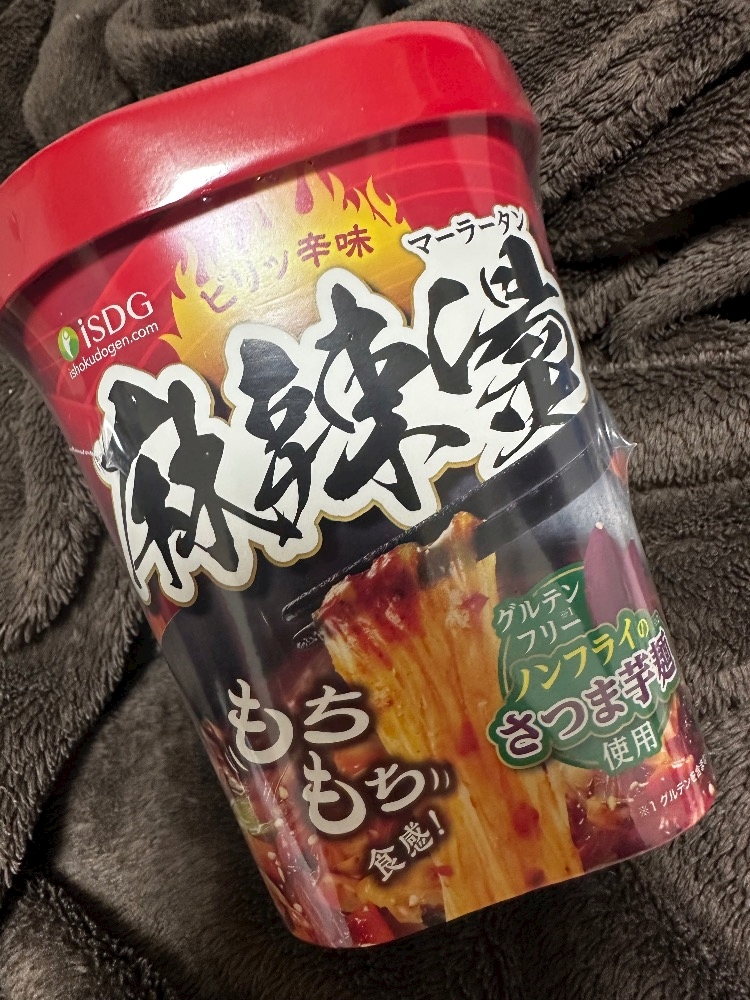 ピリッ辛味
マーラータン
iSDG
ishokudogen.com
麻辣湯
グルテン
フリー※1
ノンフライの
さつま芋麺
使用
もち
もち
食感!